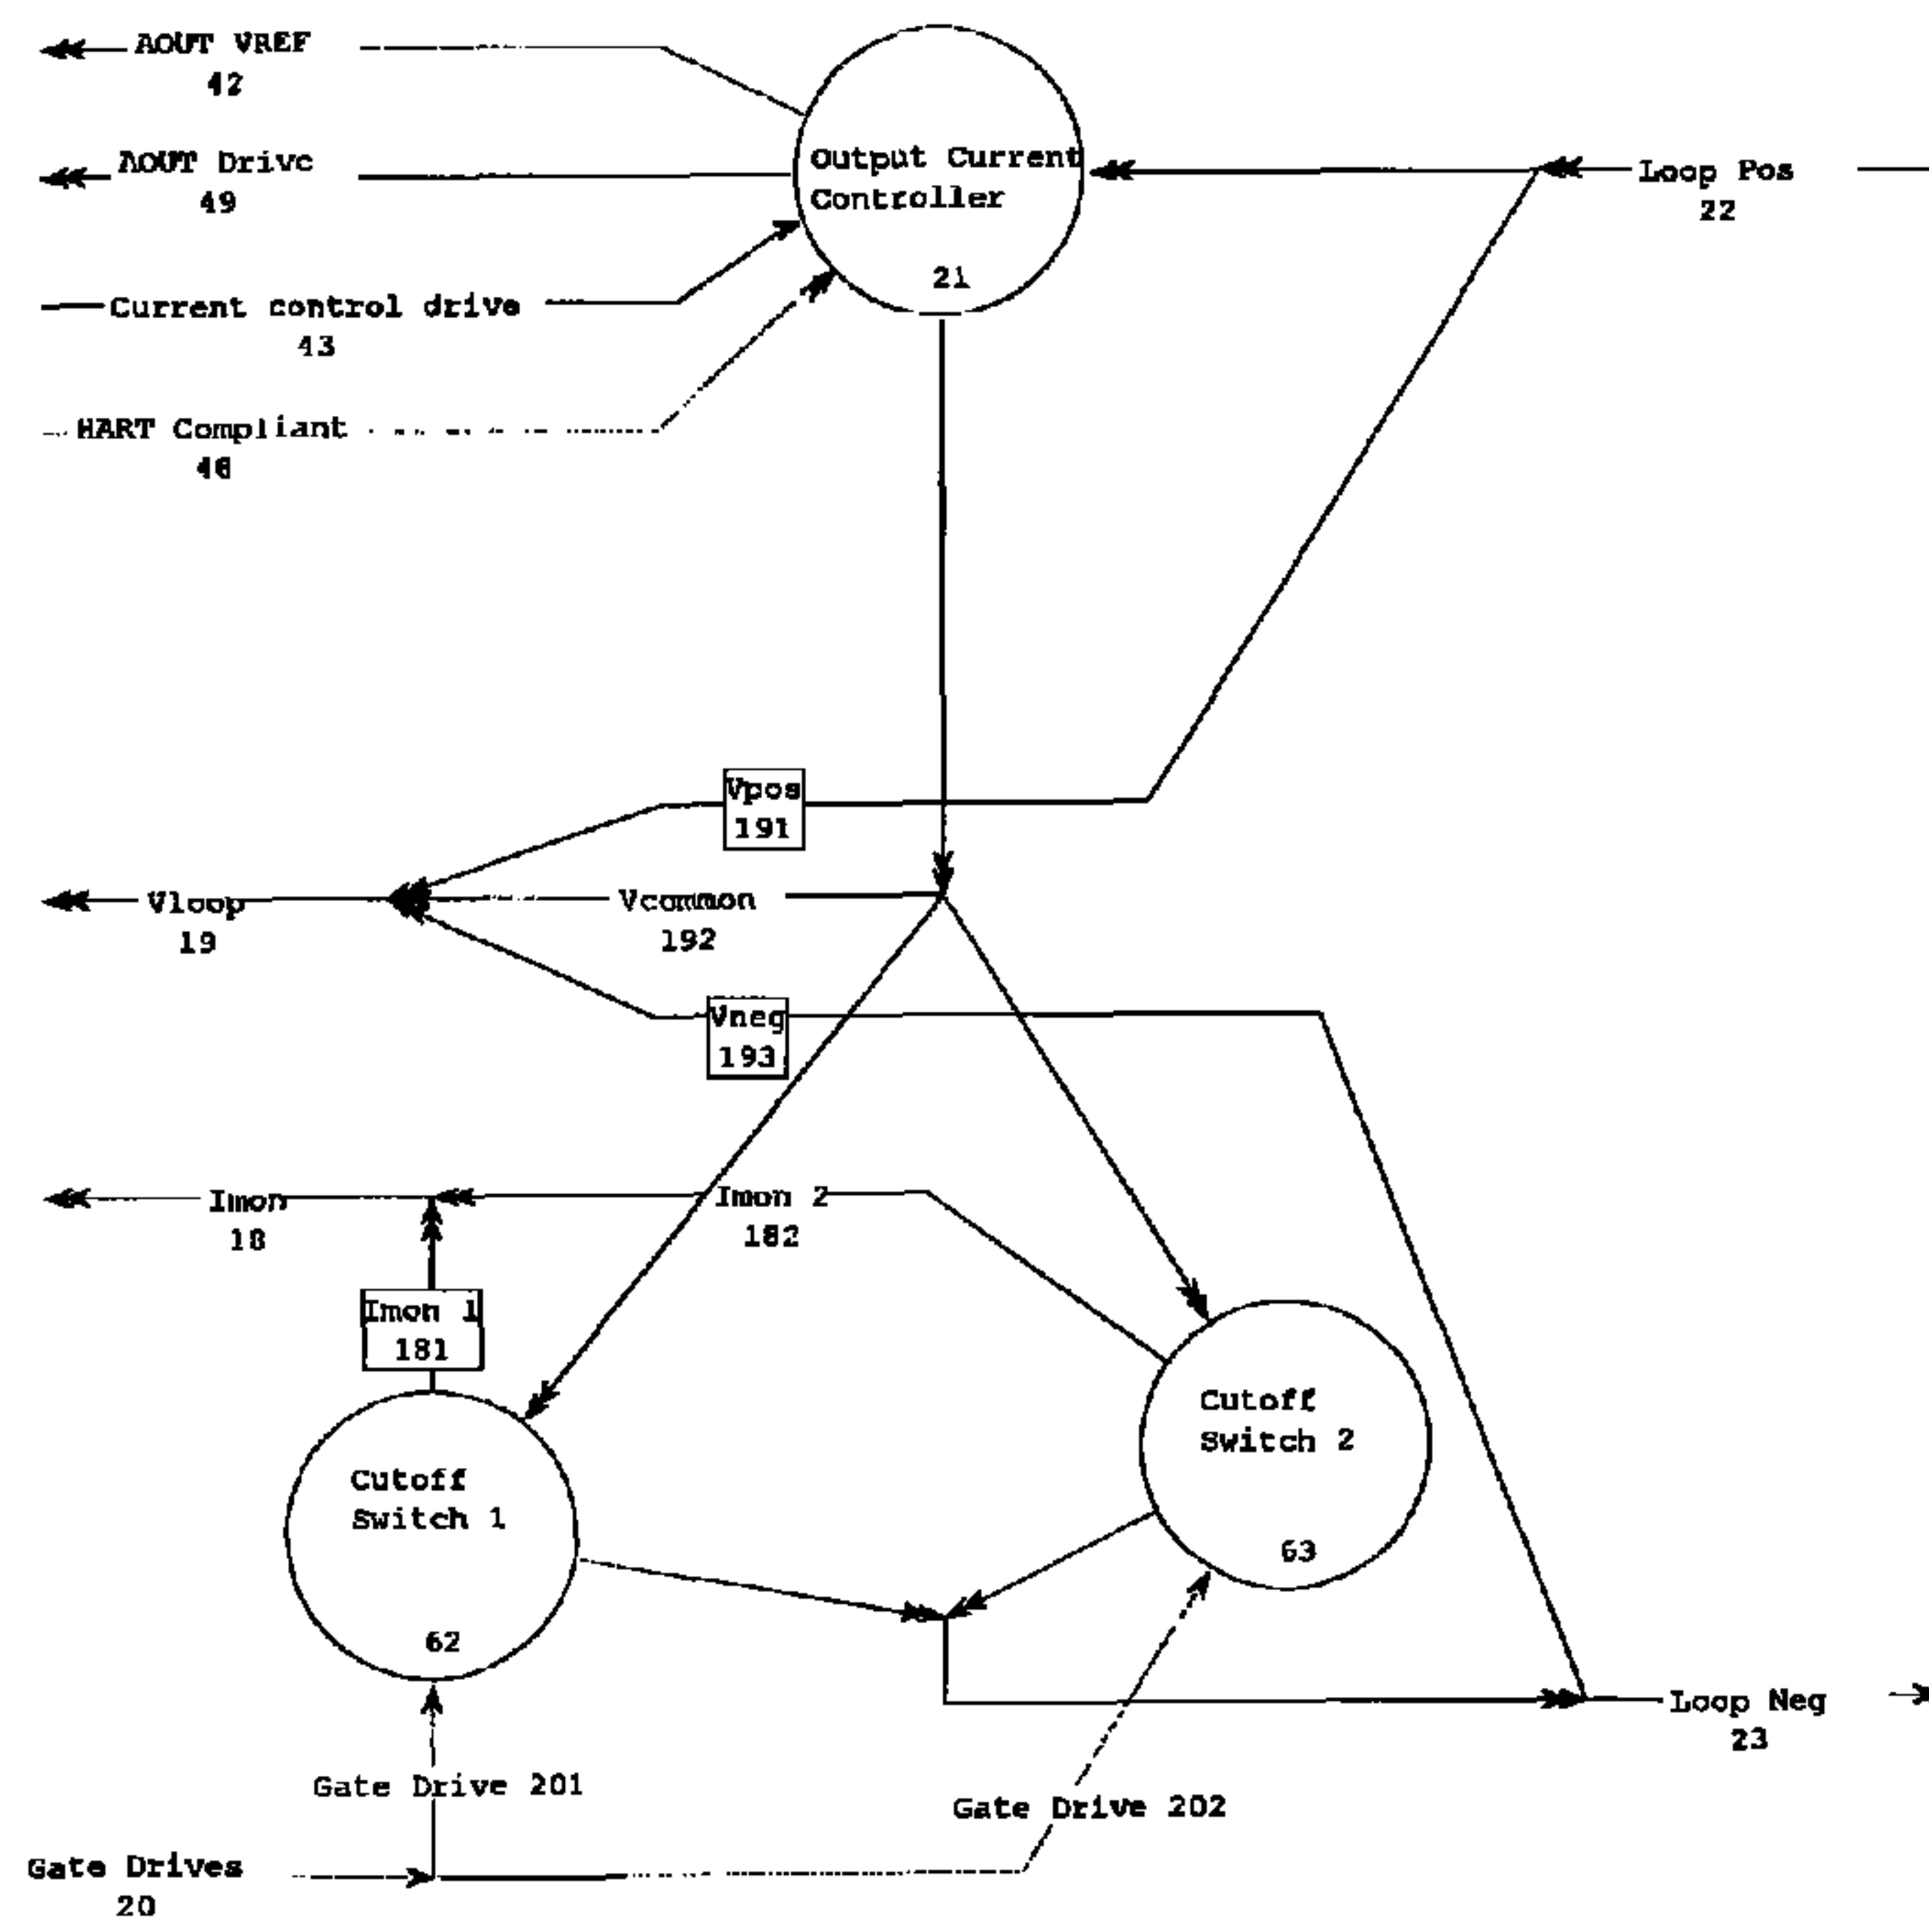 AOUT VREF
42
AOUT Drive
49
Output Current
Controller
21
Loop Pos
22
Current control drive
43
HART Compliant
46
Vpos
191
Vloop
19
Vcommon
192
Vneg
193
Imon
18
Imon 2
182
Imon 1
181
Cutoff
Switch 2
63
Cutoff
Switch 1
62
Loop Neg
23
Gate Drive 201
Gate Drive 202
Gate Drives
20